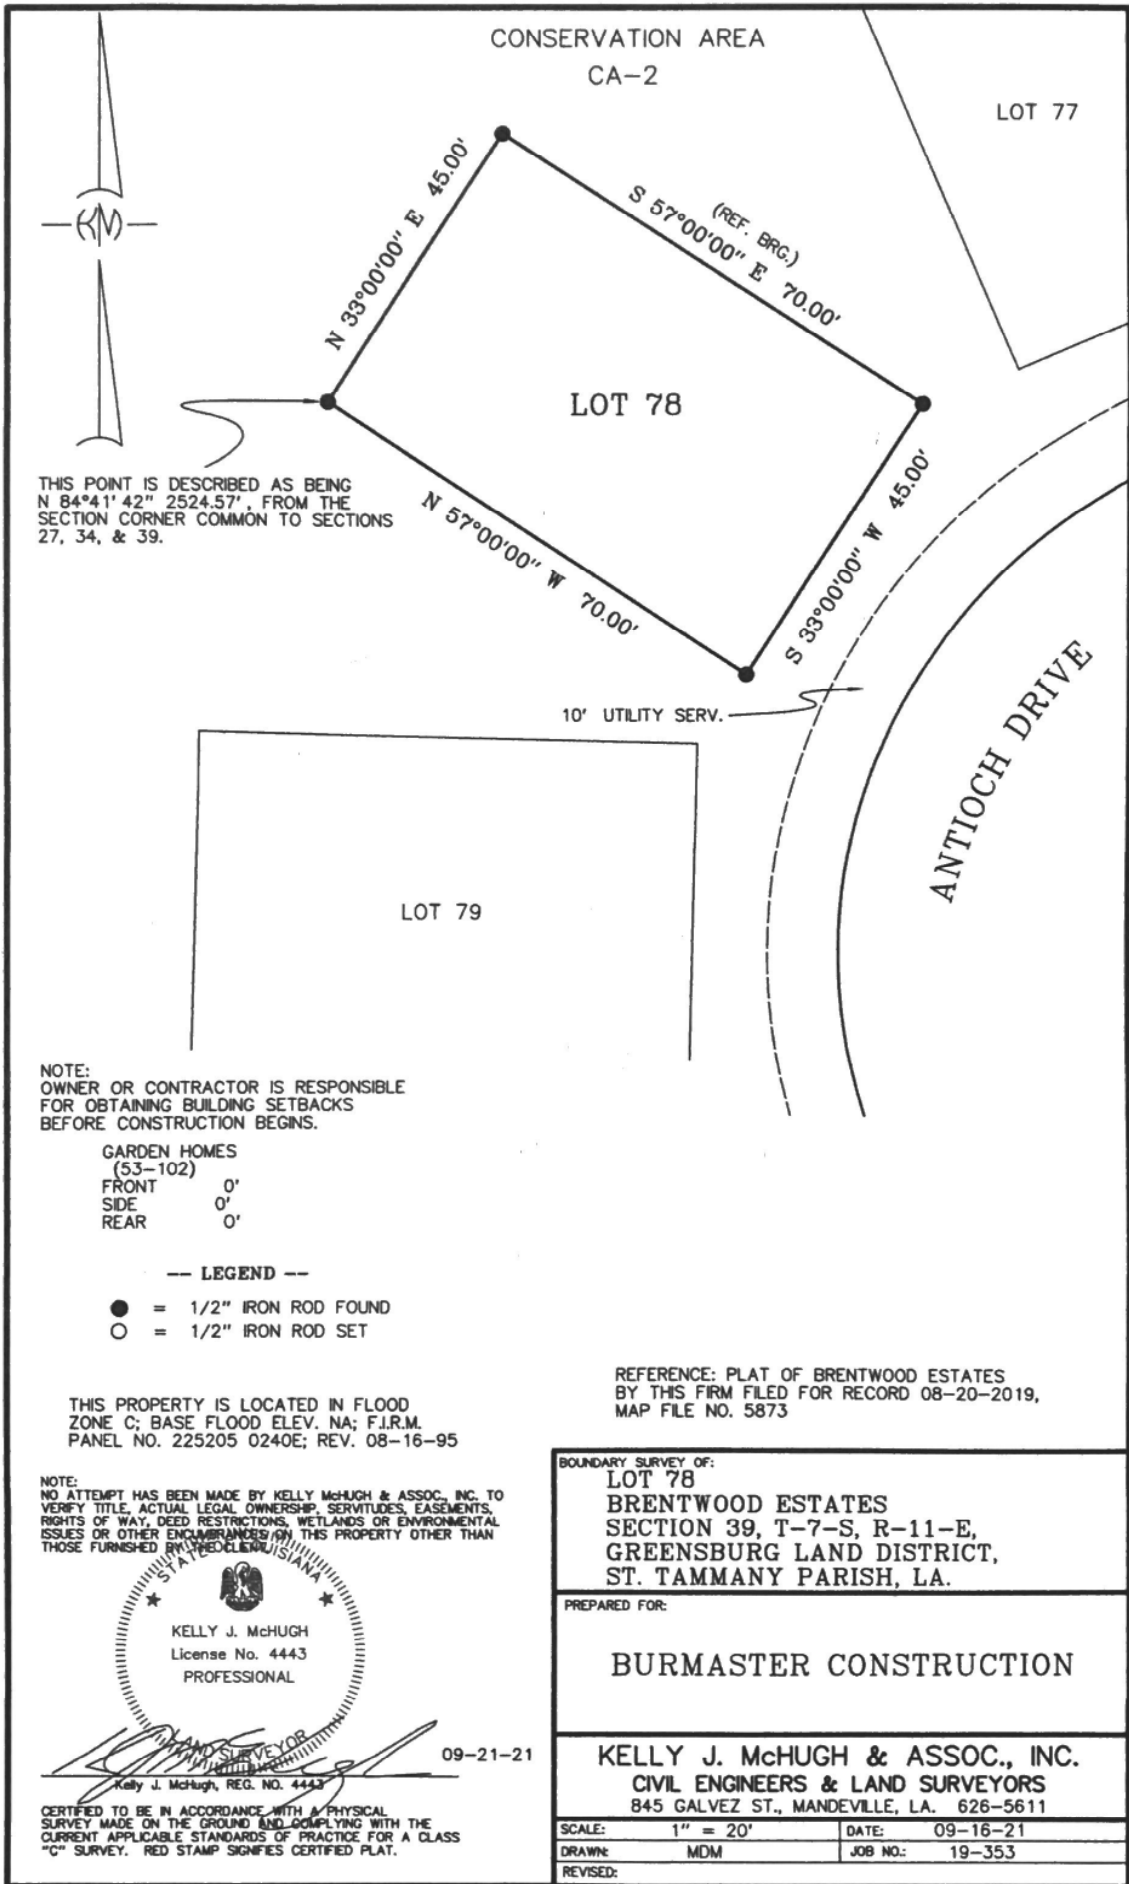 CONSERVATION AREA
CA-2
LOT 77
KM
N 33°00'00" E 45.00'
(REF. BRG.)
S 57°00'00" E 70.00'
LOT 78
THIS POINT IS DESCRIBED AS BEING
N 84°41'42" 2524.57', FROM THE
SECTION CORNER COMMON TO SECTIONS
27, 34, & 39.
N 57°00'00" W 70.00'
S 33°00'00" W 45.00'
10' UTILITY SERV.
ANTIOCH DRIVE
LOT 79
NOTE:
OWNER OR CONTRACTOR IS RESPONSIBLE
FOR OBTAINING BUILDING SETBACKS
BEFORE CONSTRUCTION BEGINS.
GARDEN HOMES
(53-102)
FRONT 0'
SIDE 0'
REAR 0'
-- LEGEND --
= 1/2" IRON ROD FOUND
= 1/2" IRON ROD SET
THIS PROPERTY IS LOCATED IN FLOOD
ZONE C; BASE FLOOD ELEV. NA; F.I.R.M.
PANEL NO. 225205 0240E; REV. 08-16-95
REFERENCE: PLAT OF BRENTWOOD ESTATES
BY THIS FIRM FILED FOR RECORD 08-20-2019,
MAP FILE NO. 5873
NOTE:
NO ATTEMPT HAS BEEN MADE BY KELLY McHUGH & ASSOC., INC. TO
VERIFY TITLE, ACTUAL LEGAL OWNERSHIP, SERVITUDES, EASEMENTS,
RIGHTS OF WAY, DEED RESTRICTIONS, WETLANDS OR ENVIRONMENTAL
ISSUES OR OTHER ENCUMBRANCES ON THIS PROPERTY OTHER THAN
THOSE FURNISHED BY THE CLIENT.
STATE OF LOUISIANA
KELLY J. McHUGH
License No. 4443
PROFESSIONAL
LAND SURVEYOR
09-21-21
Kelly J. McHugh, REG. NO. 4443
CERTIFIED TO BE IN ACCORDANCE WITH A PHYSICAL
SURVEY MADE ON THE GROUND AND COMPLYING WITH THE
CURRENT APPLICABLE STANDARDS OF PRACTICE FOR A CLASS
"C" SURVEY. RED STAMP SIGNIFIES CERTIFIED PLAT.
BOUNDARY SURVEY OF:
LOT 78
BRENTWOOD ESTATES
SECTION 39, T-7-S, R-11-E,
GREENSBURG LAND DISTRICT,
ST. TAMMANY PARISH, LA.
PREPARED FOR:
BURMASTER CONSTRUCTION
KELLY J. McHUGH & ASSOC., INC.
CIVIL ENGINEERS & LAND SURVEYORS
845 GALVEZ ST., MANDEVILLE, LA. 626-5611
SCALE: 1" = 20' DATE: 09-16-21
DRAWN: MDM JOB NO.: 19-353
REVISED: